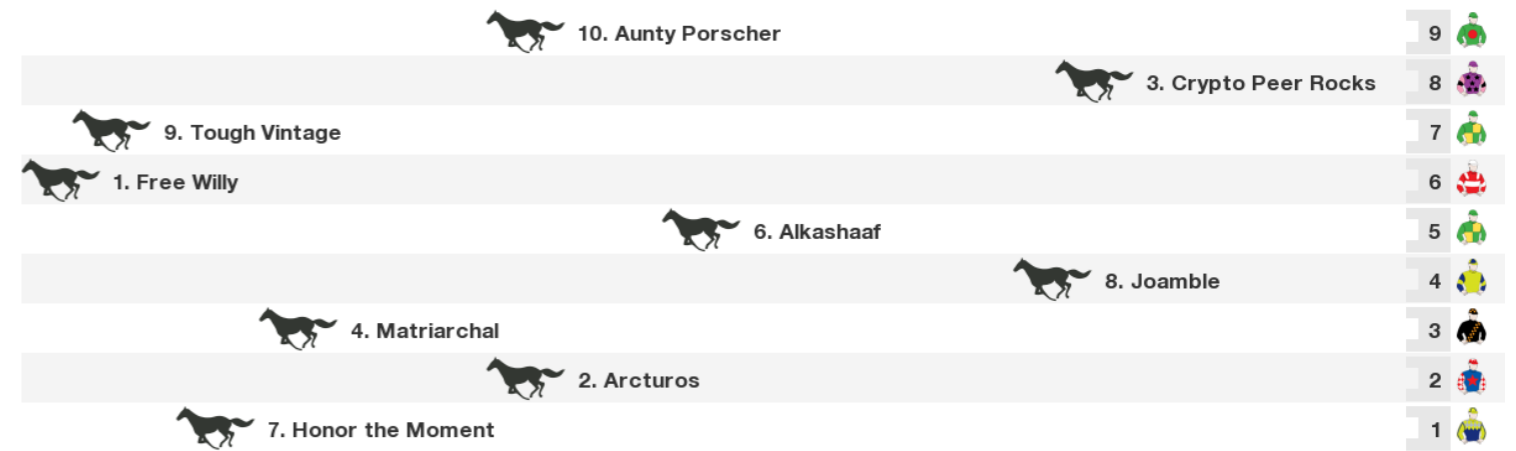 10. Aunty Porscher 9
3. Crypto Peer Rocks 8
9. Tough Vintage 7
1. Free Willy 6
6. Alkashaaf 5
8. Joamble 4
4. Matriarchal 3
2. Arcturos 2
7. Honor the Moment 1